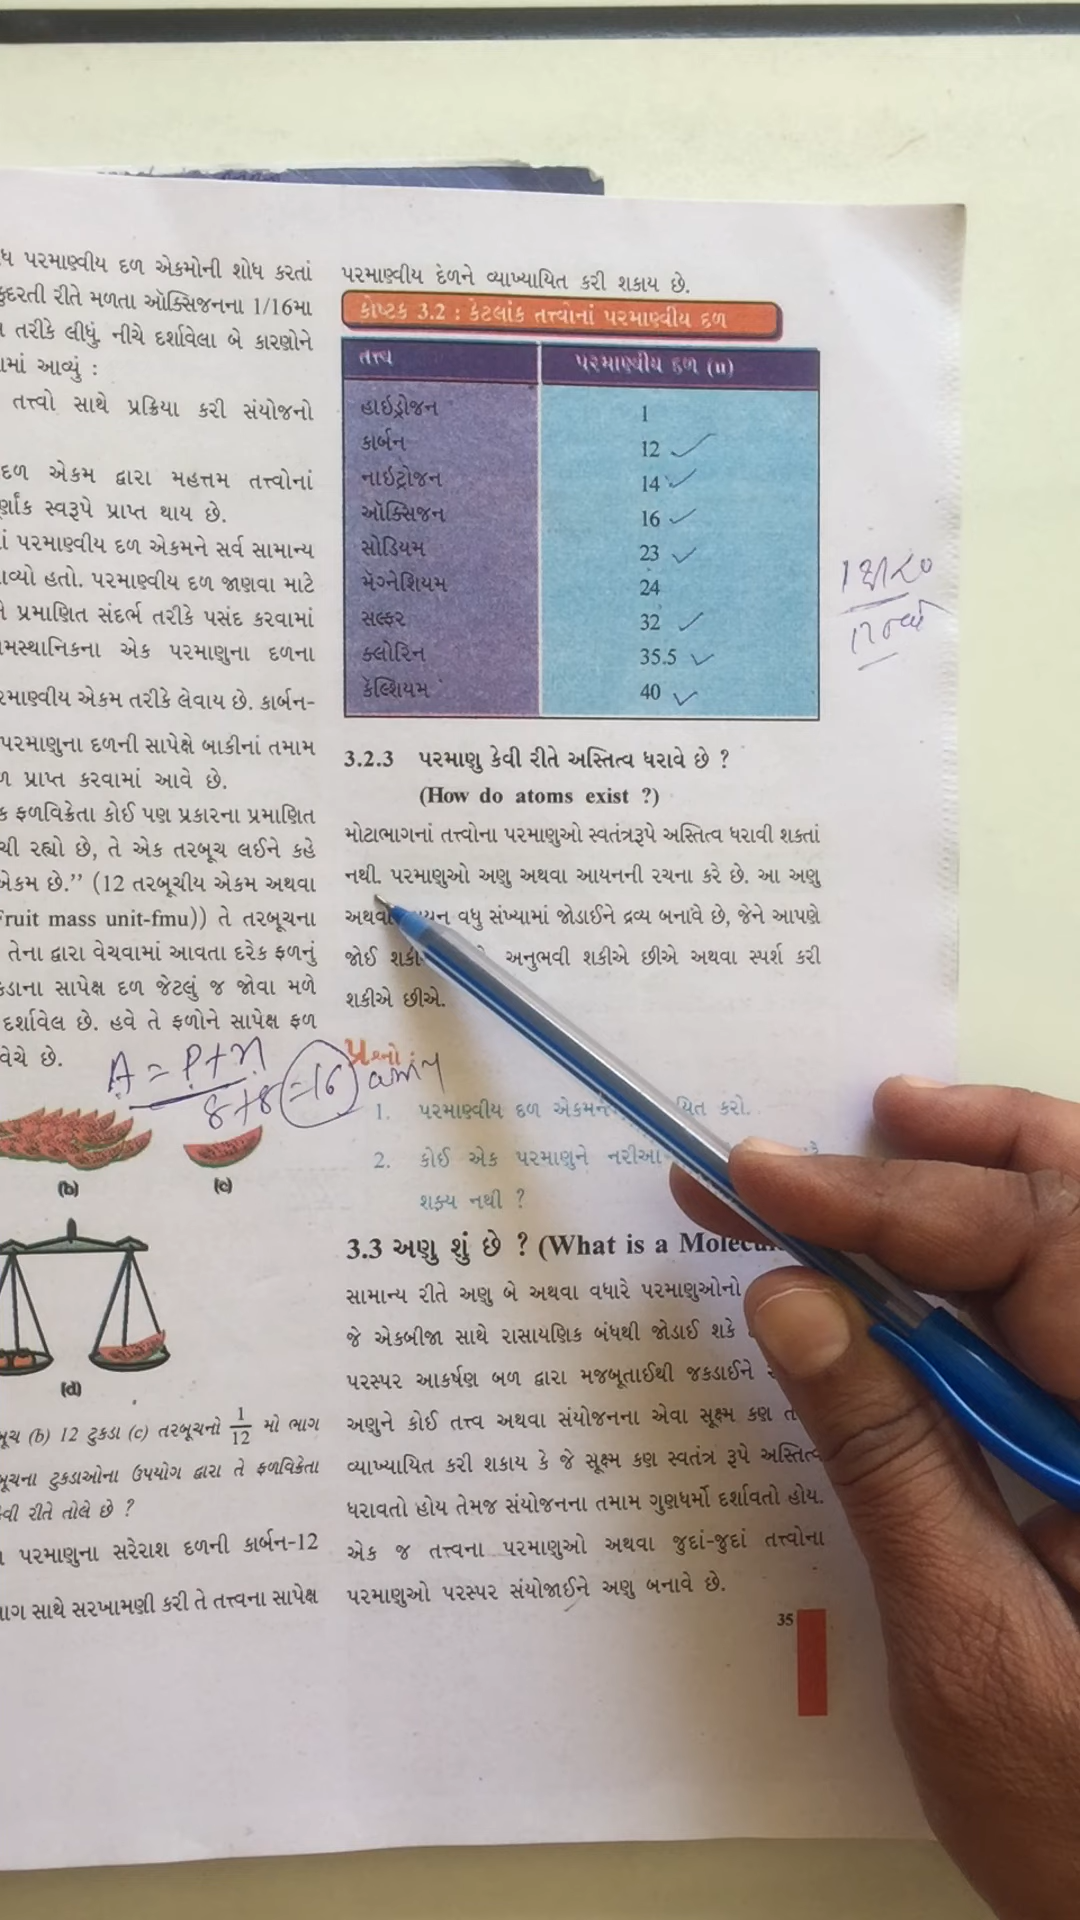 પરમાણ્વીય દળ એકમોની શોધ કરતાં
કુદરતી રીતે મળતા ઑક્સિજનના 1/16મા
તરીકે લીધું. નીચે દર્શાવેલા બે કારણોને
આવ્યું :
તત્ત્વો સાથે પ્રક્રિયા કરી સંયોજનો
દળ એકમ દ્વારા મહત્તમ તત્ત્વોનાં
સ્વરૂપે પ્રાપ્ત થાય છે.
પરમાણ્વીય દળ એકમને સર્વ સામાન્ય
હતો. પરમાણ્વીય દળ જાણવા માટે
પ્રમાણિત સંદર્ભ તરીકે પસંદ કરવામાં
એક પરમાણુના દળના
એકમ તરીકે લેવાય છે. કાર્બન-
પરમાણુના દળની સાપેક્ષે બાકીનાં તમામ
પ્રાપ્ત કરવામાં આવે છે.
ફળવિક્રેતા કોઈ પણ પ્રકારના પ્રમાણિત
રહ્યો છે, તે એક તરબૂચ લઈને કહે
છે.” (12 તરબૂચીય એકમ અથવા
mass unit-fmu)) તે તરબૂચના
તેના દ્વારા વેચવામાં આવતા દરેક ફળનું
સાપેક્ષ દળ જેટલું જ જોવા મળે
દર્શાવેલ છે. હવે તે ફળોને સાપેક્ષ ફળ
વેચે છે.
A = P+n
8+8 = 16 amu
(b)
(c)
(d)
(b) 12 ટુકડા (c) તરબૂચનો 1/12 મો ભાગ
ટુકડાઓના ઉપયોગ દ્વારા તે ફળવિક્રેતા
રીતે તોલે છે ?
પરમાણુના સરેરાશ દળની કાર્બન-12
સાથે સરખામણી કરી તે તત્ત્વના સાપેક્ષ
પરમાણ્વીય દળને વ્યાખ્યાયિત કરી શકાય છે.
કોષ્ટક 3.2 : કેટલાંક તત્ત્વોનાં પરમાણ્વીય દળ
તત્ત્વ પરમાણ્વીય દળ (u)
હાઇડ્રોજન 1
કાર્બન 12
નાઇટ્રોજન 14
ઑક્સિજન 16
સોડિયમ 23
મૅગ્નેશિયમ 24
સલ્ફર 32
ક્લોરિન 35.5
કૅલ્શિયમ 40
3.2.3 પરમાણુ કેવી રીતે અસ્તિત્વ ધરાવે છે ?
(How do atoms exist ?)
મોટાભાગનાં તત્ત્વોના પરમાણુઓ સ્વતંત્રરૂપે અસ્તિત્વ ધરાવી શકતાં
નથી. પરમાણુઓ અણુ અથવા આયનની રચના કરે છે. આ અણુ
અથવા વધુ સંખ્યામાં જોડાઈને દ્રવ્ય બનાવે છે, જેને આપણે
જોઈ અનુભવી શકીએ છીએ અથવા સ્પર્શ કરી
શકીએ છીએ.
પ્રશ્નો :
1. પરમાણ્વીય દળ એકમને કરો.
2. કોઈ એક પરમાણુને નરી
શક્ય નથી ?
3.3 અણુ શું છે ? (What is a
સામાન્ય રીતે અણુ બે અથવા વધારે પરમાણુઓનો
જે એકબીજા સાથે રાસાયણિક બંધથી જોડાઈ શકે
પરસ્પર આકર્ષણ બળ દ્વારા મજબૂતાઈથી જકડાઈને
અણુને કોઈ તત્ત્વ અથવા સંયોજનના એવા સૂક્ષ્મ કણ
વ્યાખ્યાયિત કરી શકાય કે જે સૂક્ષ્મ કણ સ્વતંત્ર રૂપે અસ્તિત્વ
ધરાવતો હોય તેમજ સંયોજનના તમામ ગુણધર્મો દર્શાવતો હોય.
એક જ તત્ત્વના પરમાણુઓ અથવા જુદાં-જુદાં તત્ત્વોના
પરમાણુઓ પરસ્પર સંયોજાઈને અણુ બનાવે છે.
35